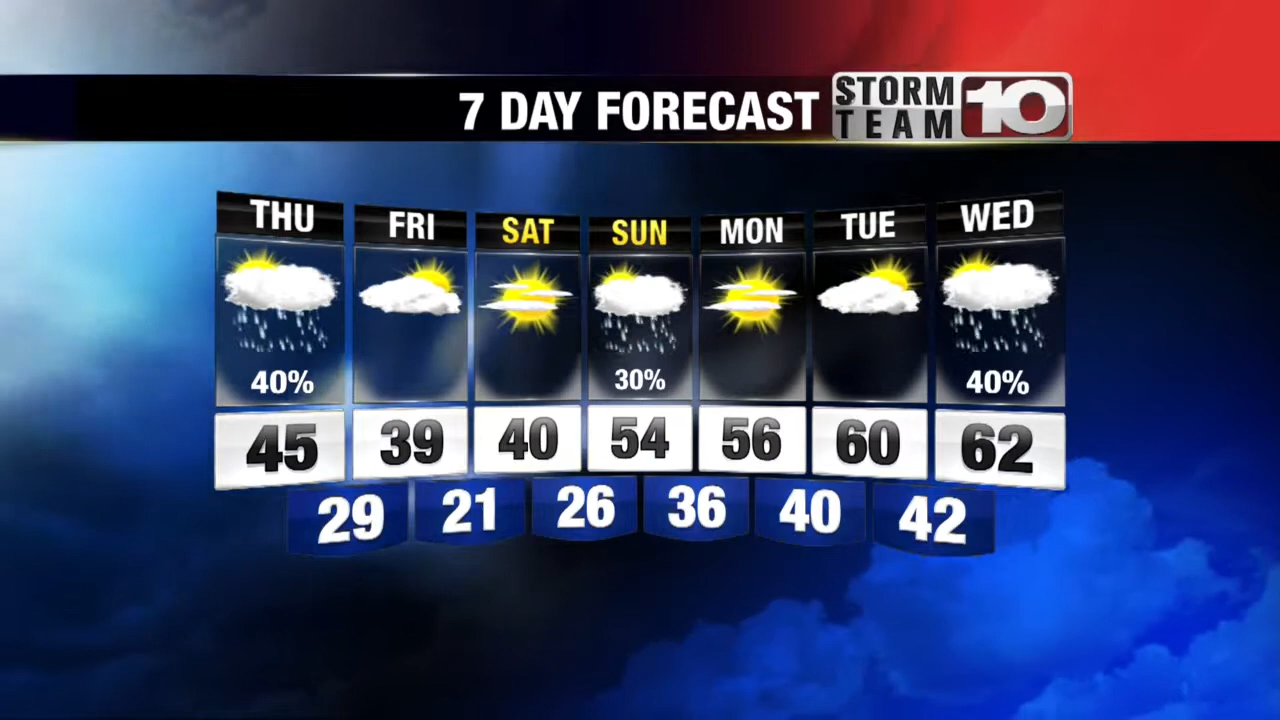 7 DAY FORECAST
STORM TEAM 10
THU FRI SAT SUN MON TUE WED
40% 30% 40%
45 39 40 54 56 60 62
29 21 26 36 40 42